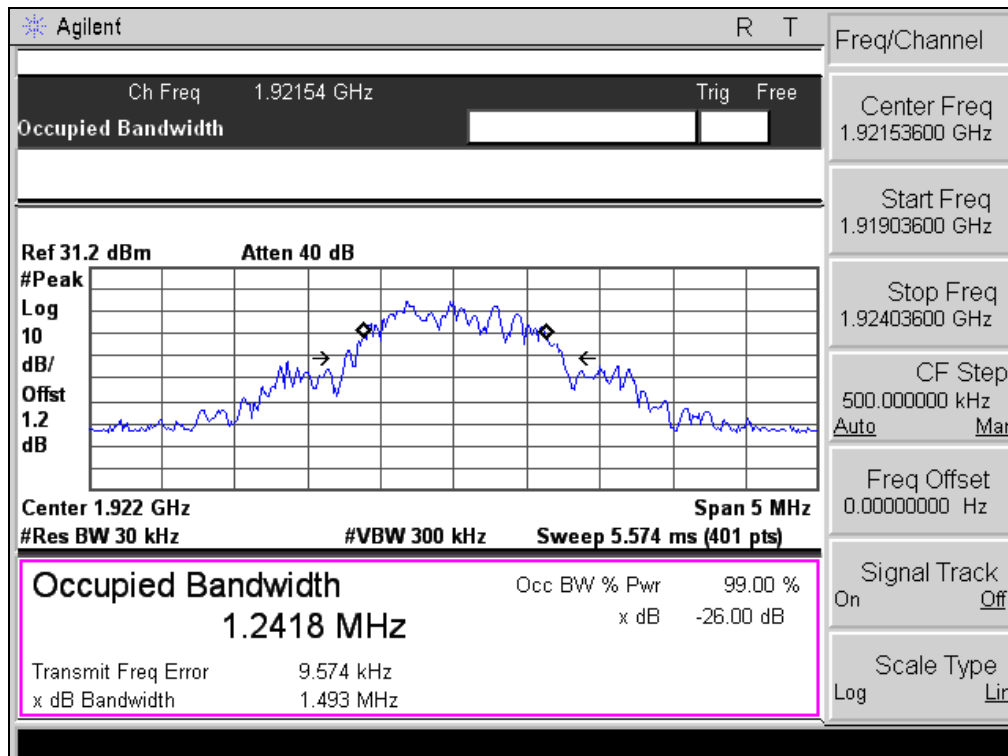 Agilent R T
Freq/Channel
Ch Freq 1.92154 GHz Trig Free
Occupied Bandwidth
Center Freq
1.92153600 GHz
Start Freq
1.91903600 GHz
Ref 31.2 dBm Atten 40 dB
#Peak
Log
10
dB/
Offst
1.2
dB
Stop Freq
1.92403600 GHz
CF Step
500.000000 kHz
Auto Man
Center 1.922 GHz Span 5 MHz
#Res BW 30 kHz #VBW 300 kHz Sweep 5.574 ms (401 pts)
Freq Offset
0.00000000 Hz
Occupied Bandwidth Occ BW % Pwr 99.00 %
1.2418 MHz x dB -26.00 dB
Transmit Freq Error 9.574 kHz
x dB Bandwidth 1.493 MHz
Signal Track
On Off
Scale Type
Log Lin